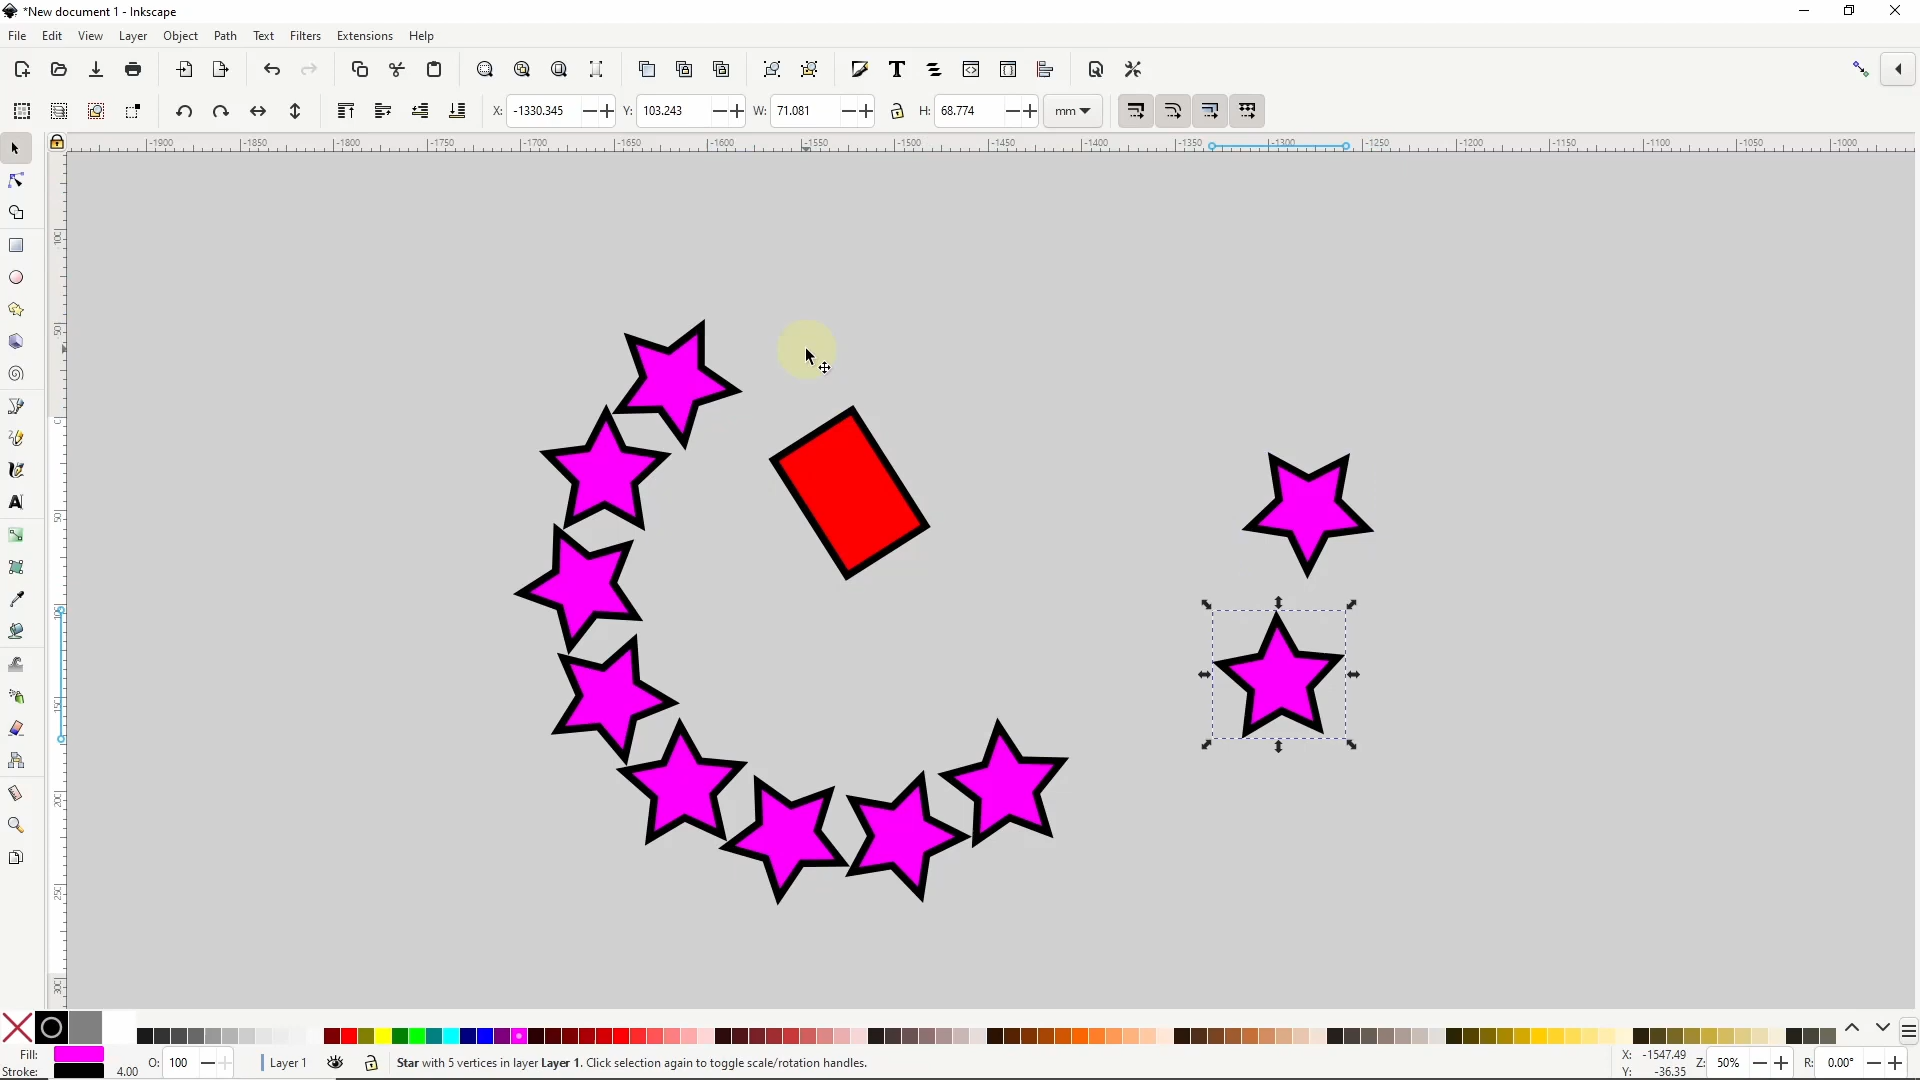 *New document 1 - Inkscape
File Edit View Layer Object Path Text Filters Extensions Help
X: -1330.345 Y: 103.243 W: 71.081 H: 68.774 mm
-1900 -1850 -1800 -1750 -1700 -1650 -1600 -1550 -1500 -1450 -1400 -1350 -1300 -1250 -1200 -1150 -1100 -1050 -1000
Fill:
Stroke: 4.00
O: 100
Layer 1
Star with 5 vertices in layer Layer 1. Click selection again to toggle scale/rotation handles.
X: -1547.49
Y: -36.35
Z: 50%
R: 0.00°